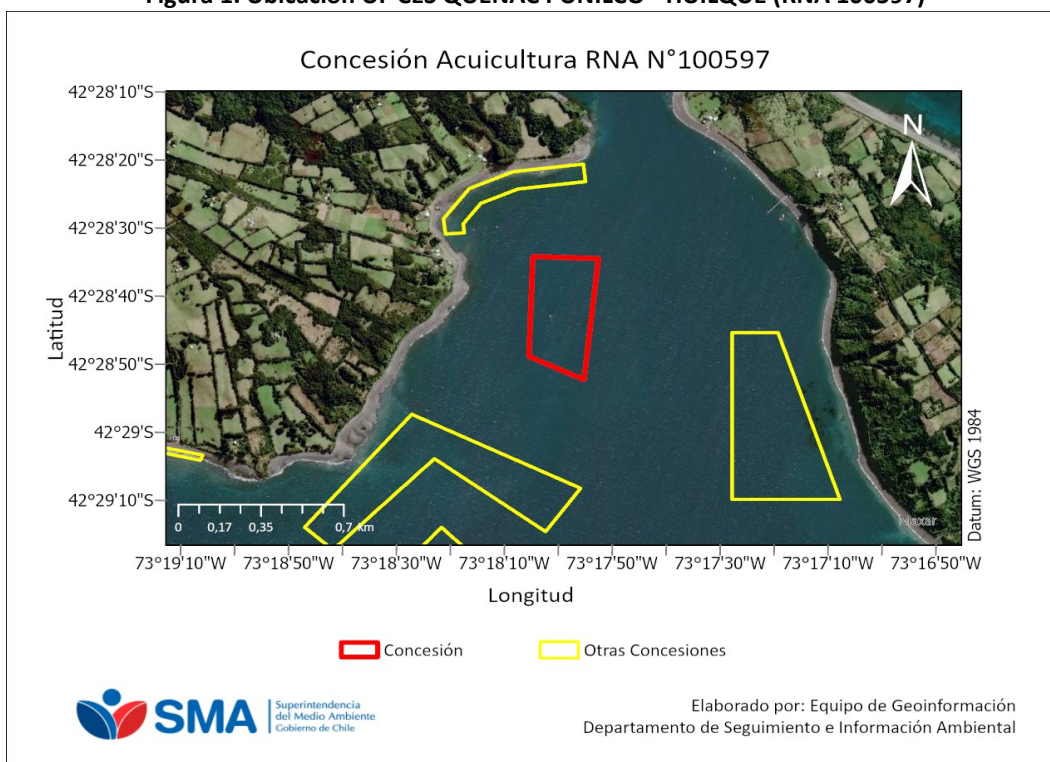 Concesión Acuicultura RNA N°100597
42°28'10"S
42°28'20"S
42°28'30"S
42°28'40"S
42°28'50"S
42°29'S
42°29'10"S
Latitud
N
Datum: WGS 1984
Maxar
0 0,17 0,35 0,7 km
73°19'10"W 73°18'50"W 73°18'30"W 73°18'10"W 73°17'50"W 73°17'30"W 73°17'10"W 73°16'50"W
Longitud
Concesión Otras Concesiones
SMA
Superintendencia
del Medio Ambiente
Gobierno de Chile
Elaborado por: Equipo de Geoinformación
Departamento de Seguimiento e Información Ambiental